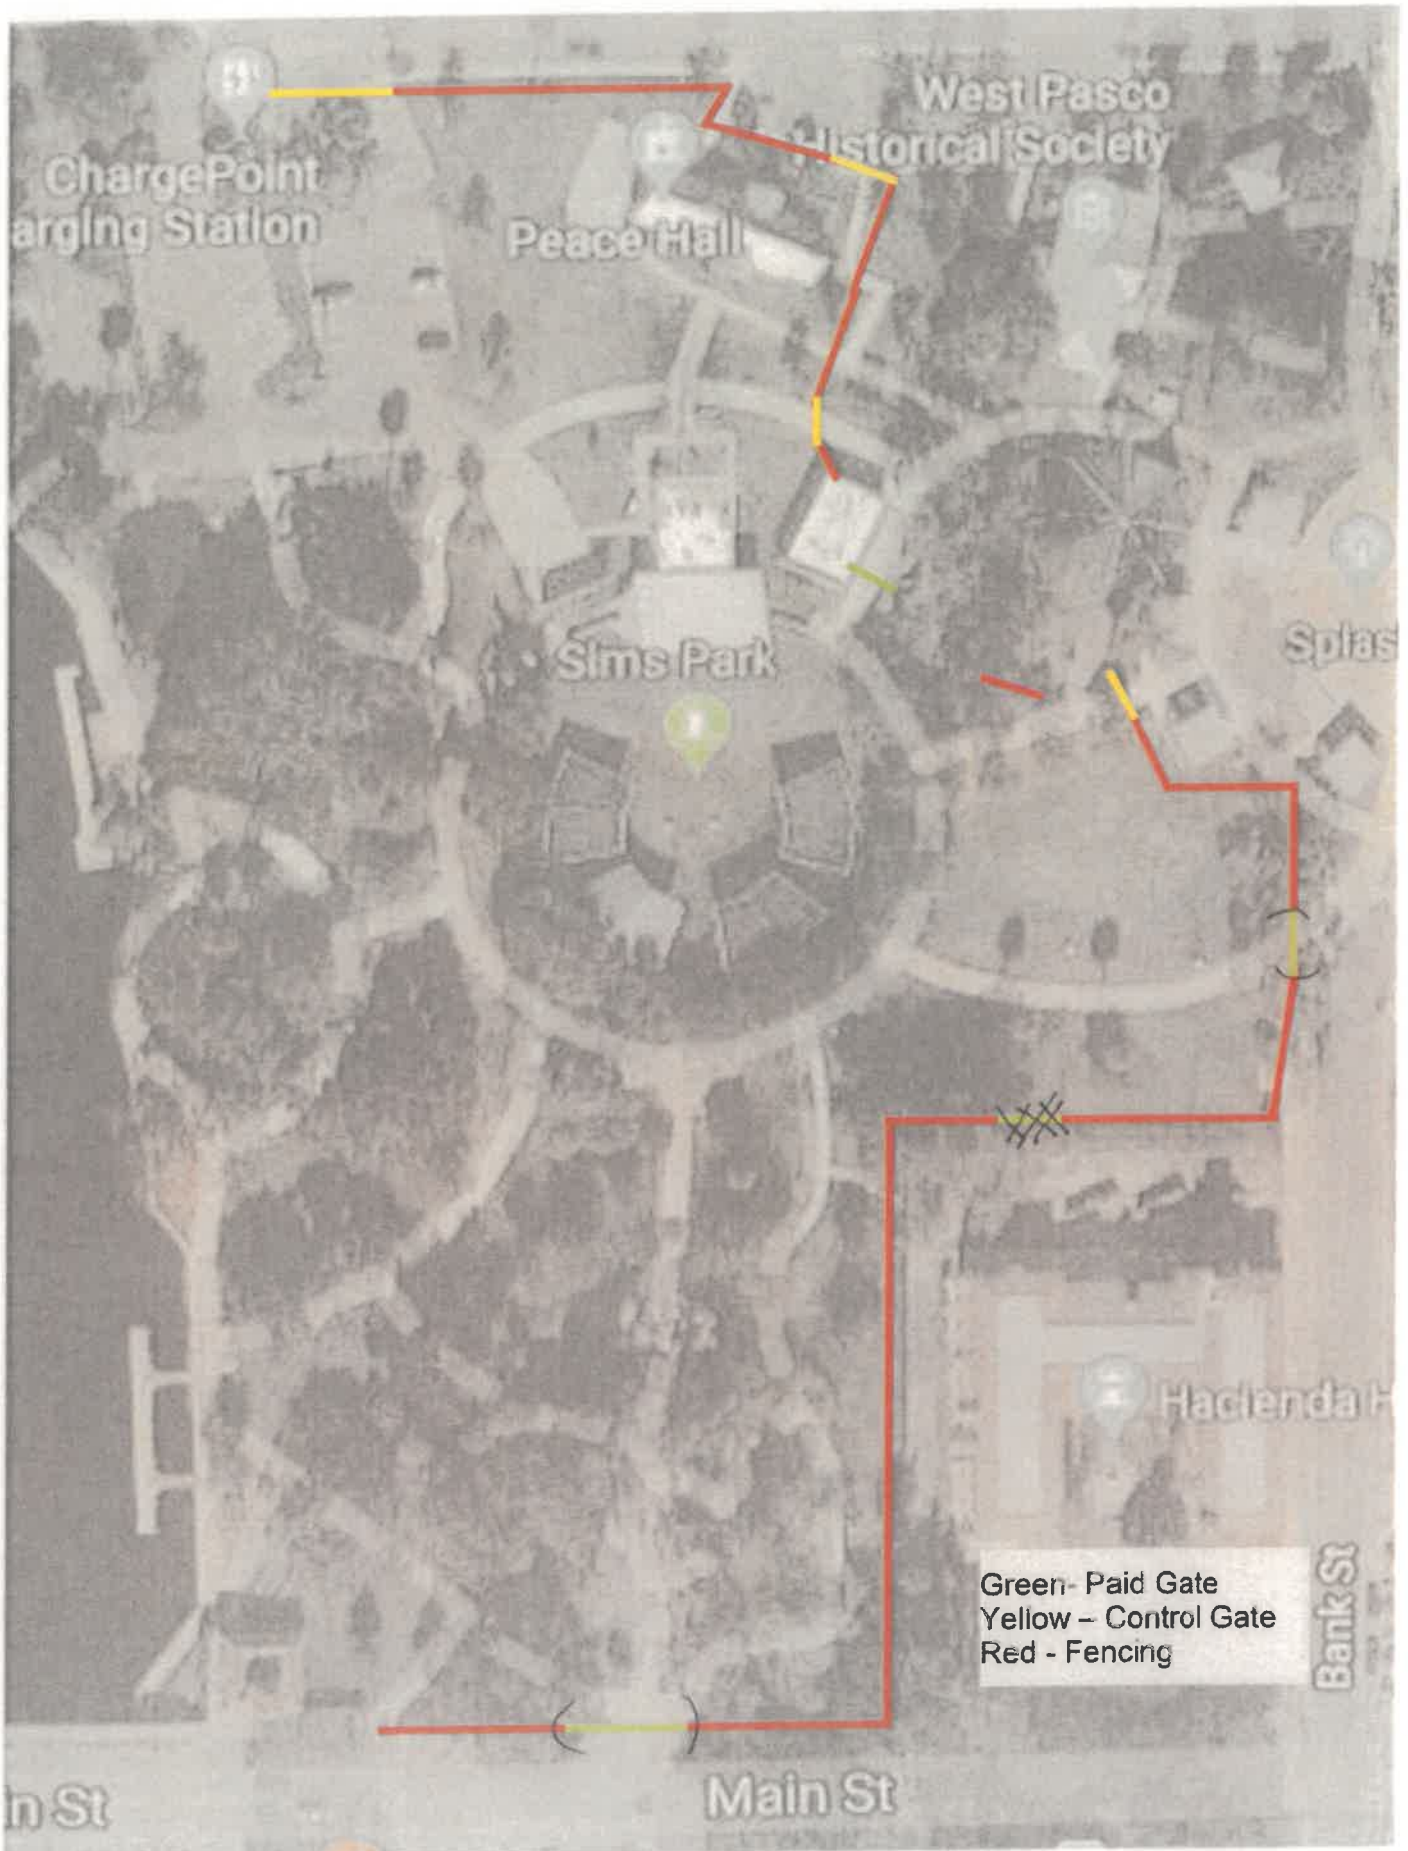 West Pasco
Historical Society
ChargePoint
arging Station
Peace Hall
Sims Park
Splas
Hacienda H
Green- Paid Gate
Yellow – Control Gate
Red - Fencing
Bank St
Main St
in St